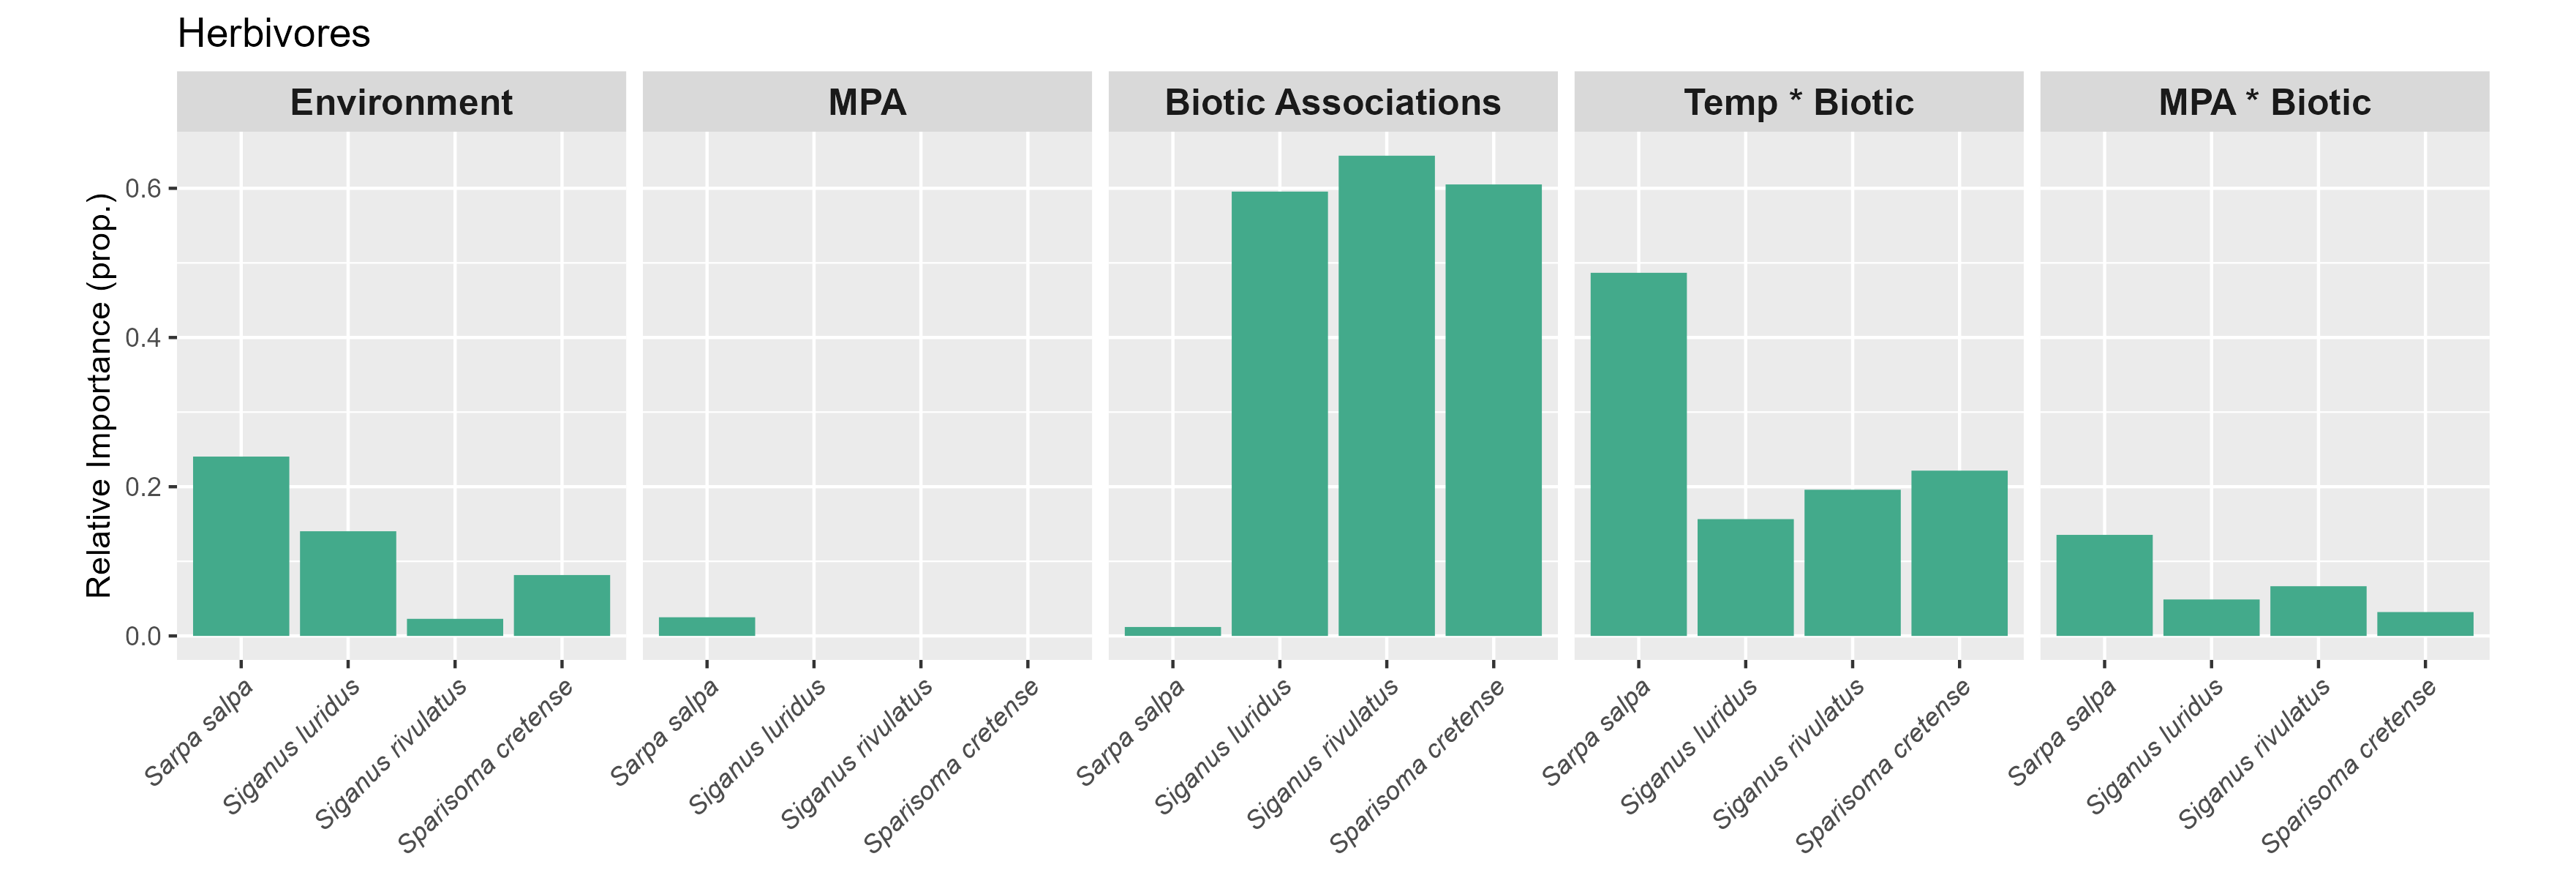 Herbivores
Environment
MPA
Biotic Associations
Temp * Biotic
MPA * Biotic
Relative Importance (prop.)
0.6
0.4
0.2
0.0
Sarpa salpa
Siganus luridus
Siganus rivulatus
Sparisoma cretense
Sarpa salpa
Siganus luridus
Siganus rivulatus
Sparisoma cretense
Sarpa salpa
Siganus luridus
Siganus rivulatus
Sparisoma cretense
Sarpa salpa
Siganus luridus
Siganus rivulatus
Sparisoma cretense
Sarpa salpa
Siganus luridus
Siganus rivulatus
Sparisoma cretense